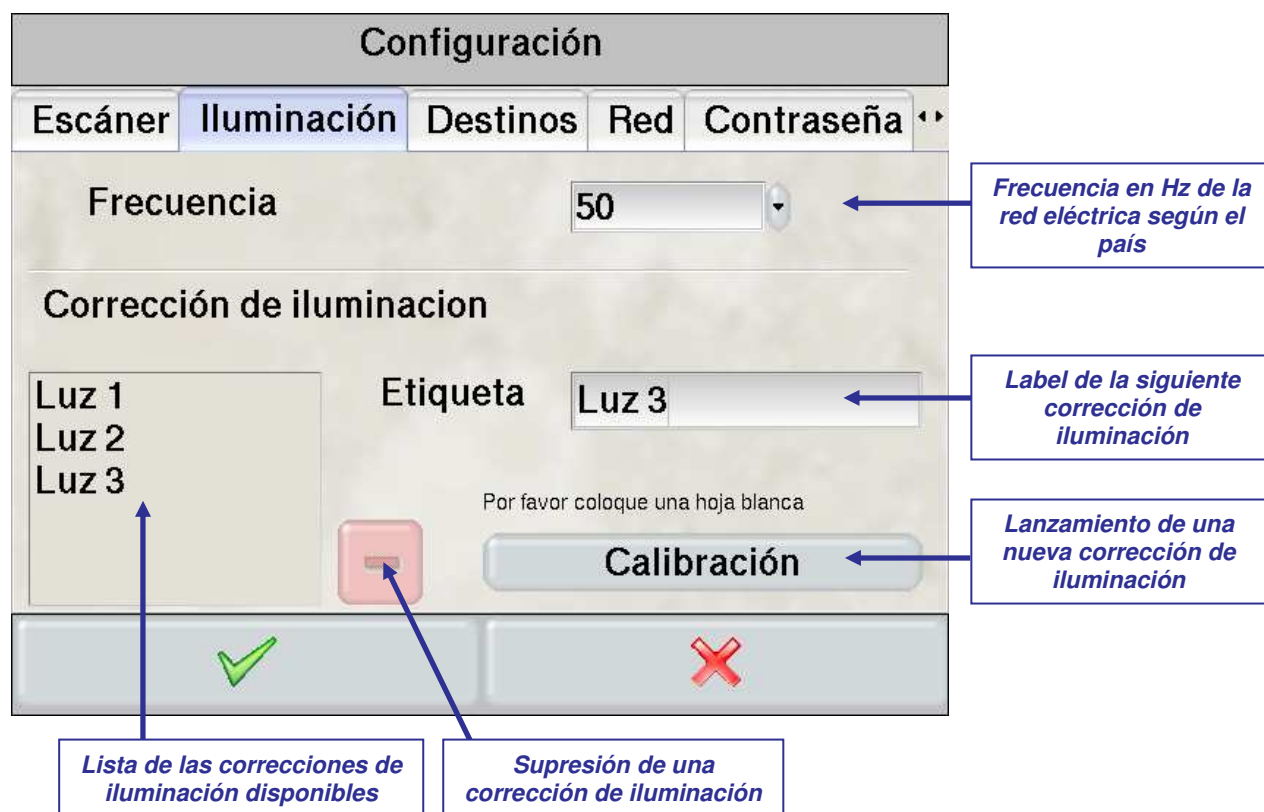 Configuración
Escáner Iluminación Destinos Red Contraseña
Frecuencia 50
Frecuencia en Hz de la
red eléctrica según el
país
Corrección de iluminacion
Luz 1
Luz 2
Luz 3
Etiqueta Luz 3
Label de la siguiente
corrección de
iluminación
Por favor coloque una hoja blanca
Calibración
Lanzamiento de una
nueva corrección de
iluminación
Lista de las correcciones de
iluminación disponibles
Supresión de una
corrección de iluminación